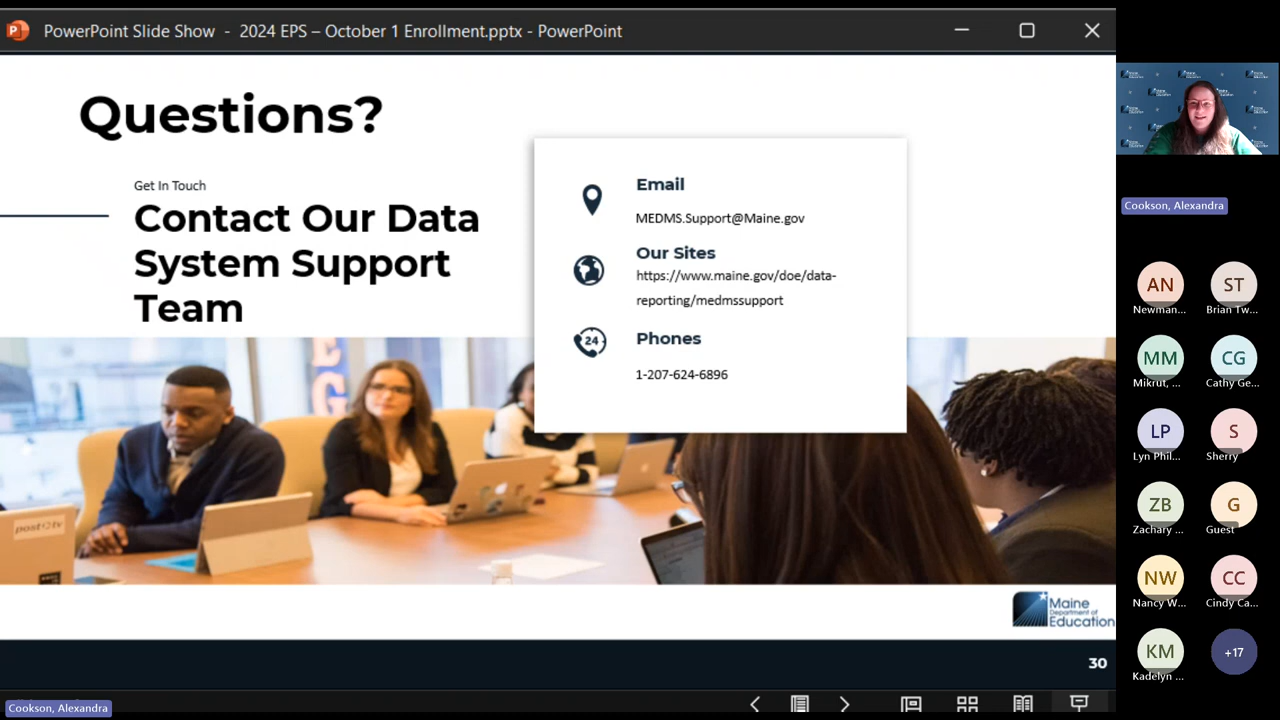 PowerPoint Slide Show - 2024 EPS – October 1 Enrollment.pptx - PowerPoint
Questions?
Get In Touch
Contact Our Data
System Support
Team
Email
MEDMS.Support@Maine.gov
Our Sites
https://www.maine.gov/doe/data-
reporting/medmssupport
24
Phones
1-207-624-6896
Maine
Department of
Education
30
Cookson, Alexandra
Cookson, Alexandra
AN
ST
Newman...
Brian Tw...
MM
CG
Mikrut, ...
Cathy Ge...
LP
S
Lyn Phil...
Sherry
ZB
G
Zachary ...
Guest
NW
CC
Nancy W...
Cindy Ca...
KM
+17
Kadelyn ...